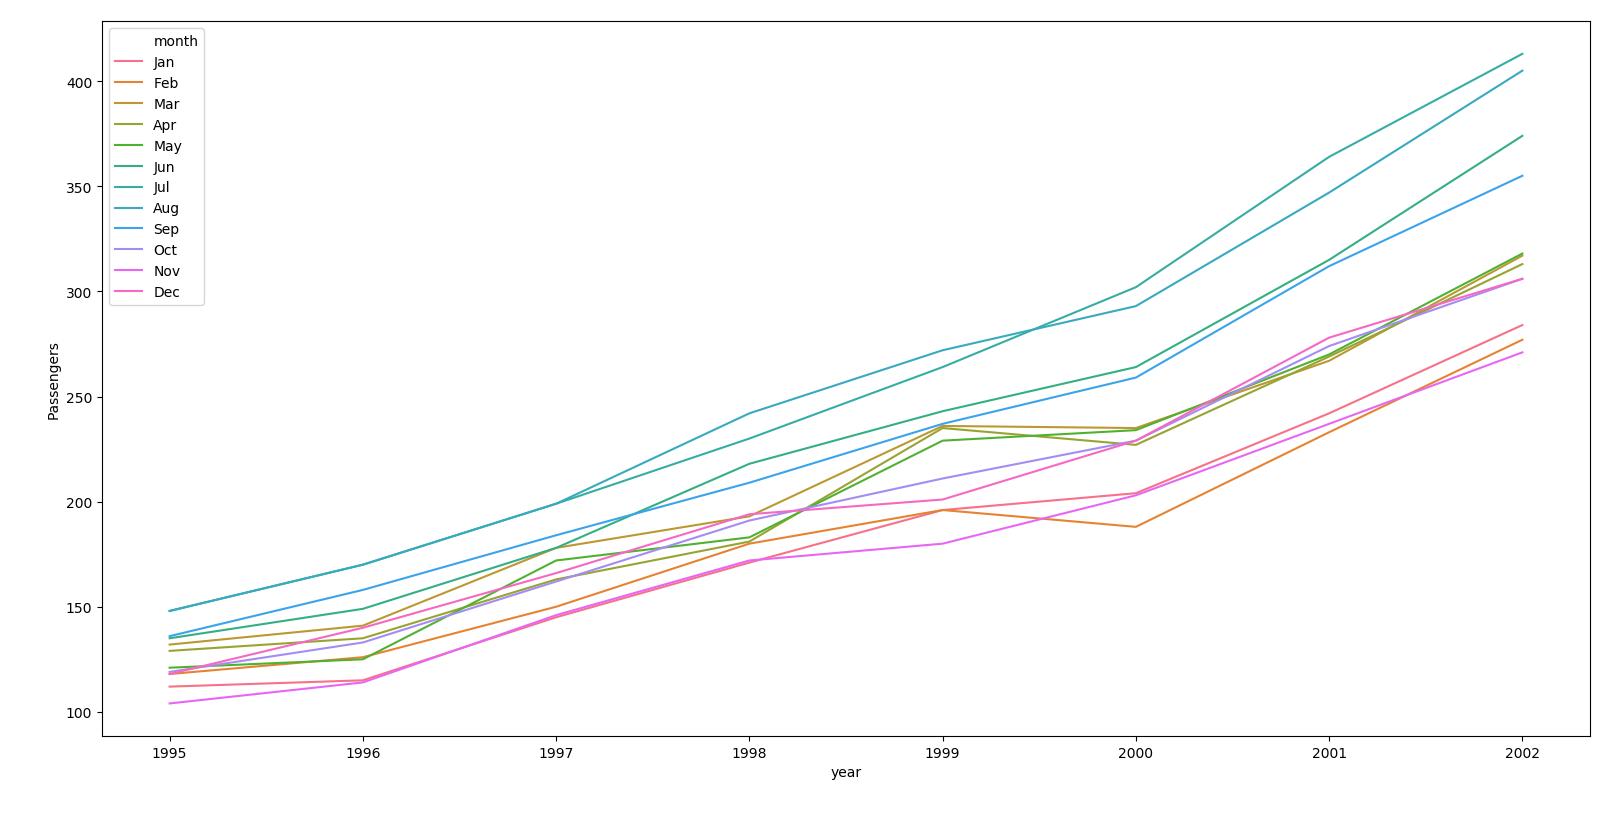 month
Jan
Feb
Mar
Apr
May
Jun
Jul
Aug
Sep
Oct
Nov
Dec
400
350
300
250
200
150
100
Passengers
1995 1996 1997 1998 1999 2000 2001 2002
year